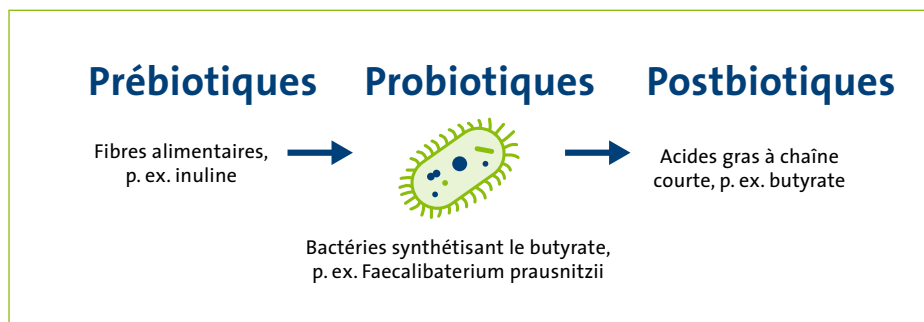 Prébiotiques
Probiotiques
Postbiotiques
Fibres alimentaires,
p. ex. inuline
Acides gras à chaîne
courte, p. ex. butyrate
Bactéries synthétisant le butyrate,
p. ex. Faecalibaterium prausnitzii